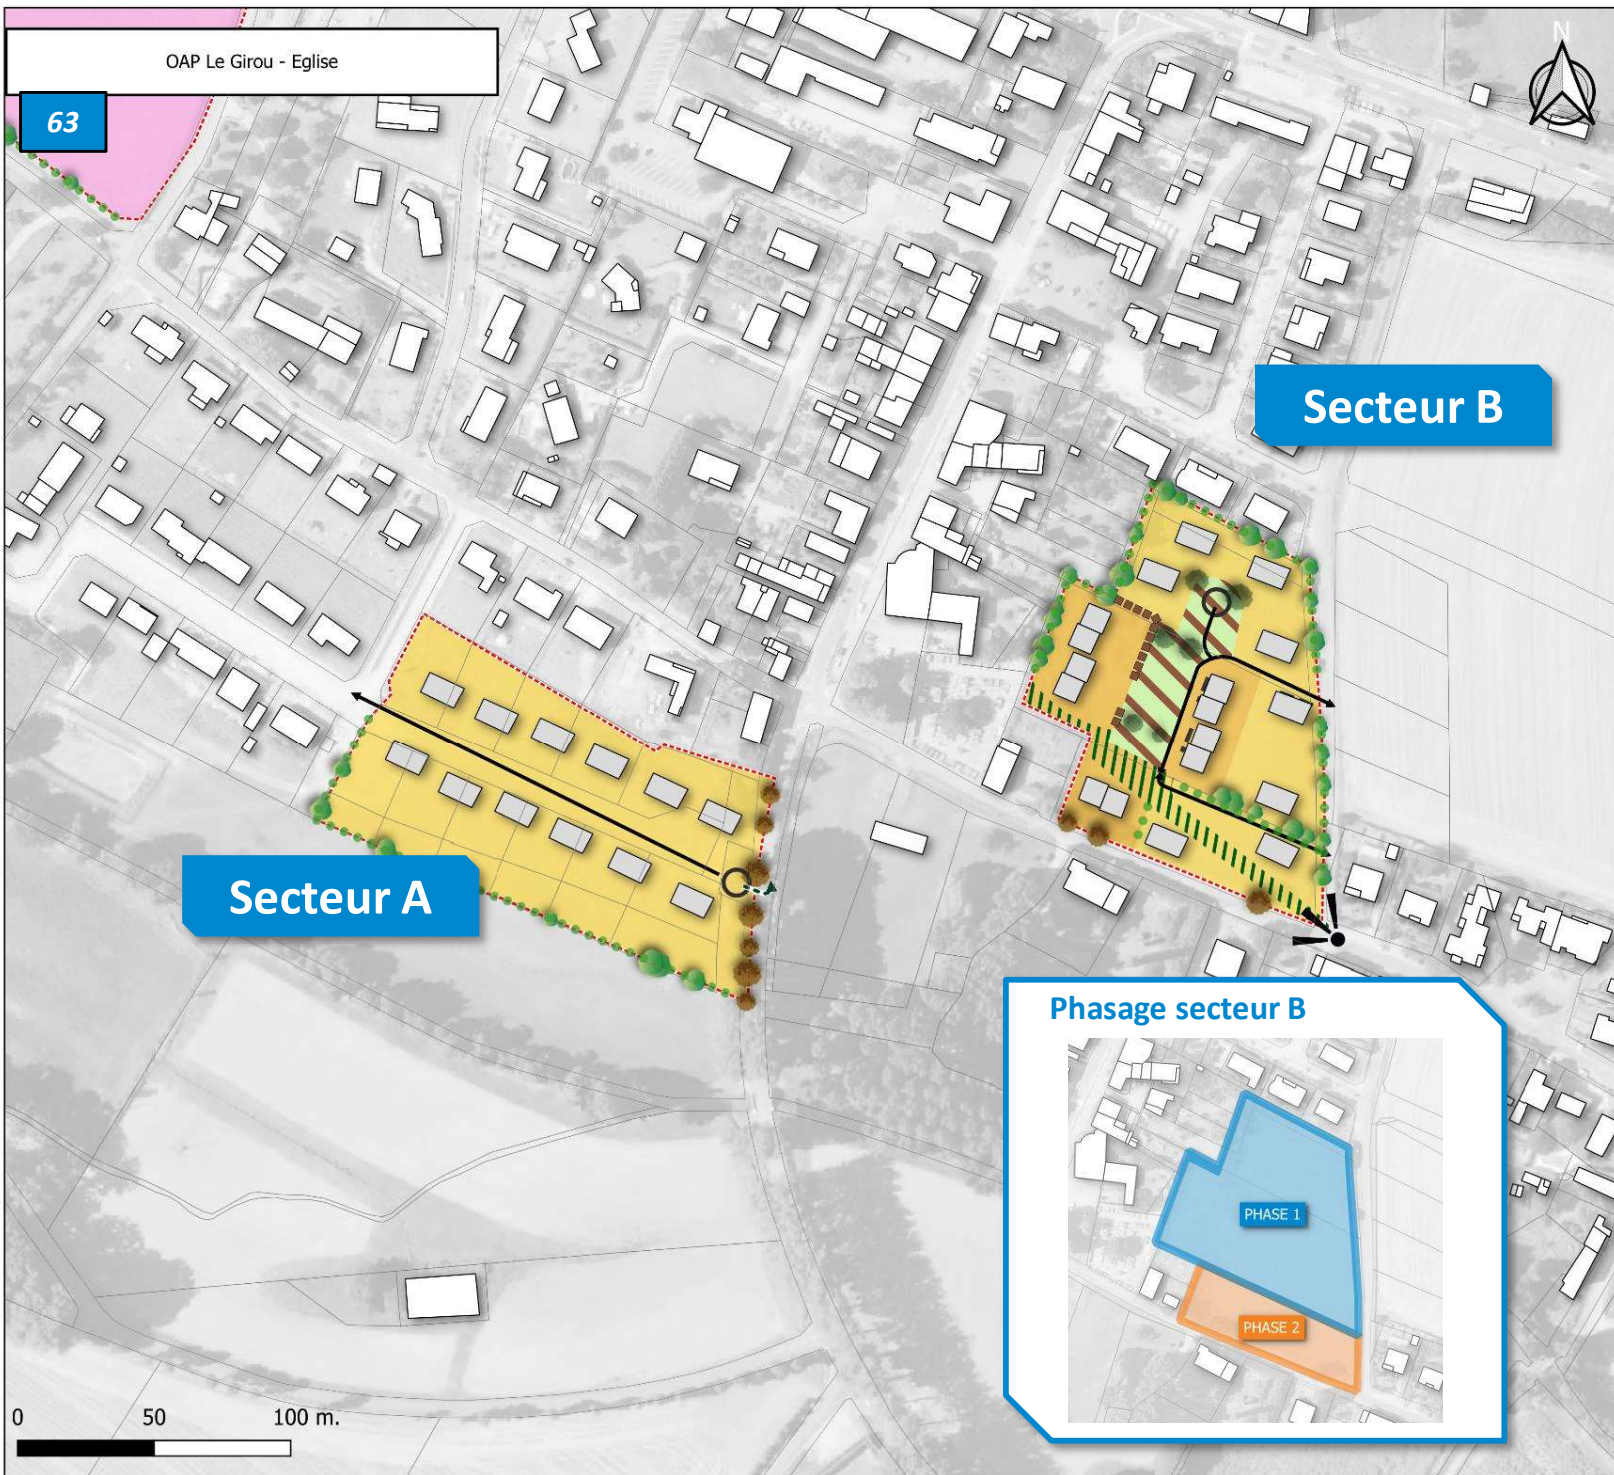 OAP Le Girou - Eglise
63
N
Secteur B
Secteur A
Phasage secteur B
PHASE 1
PHASE 2
0 50 100 m.